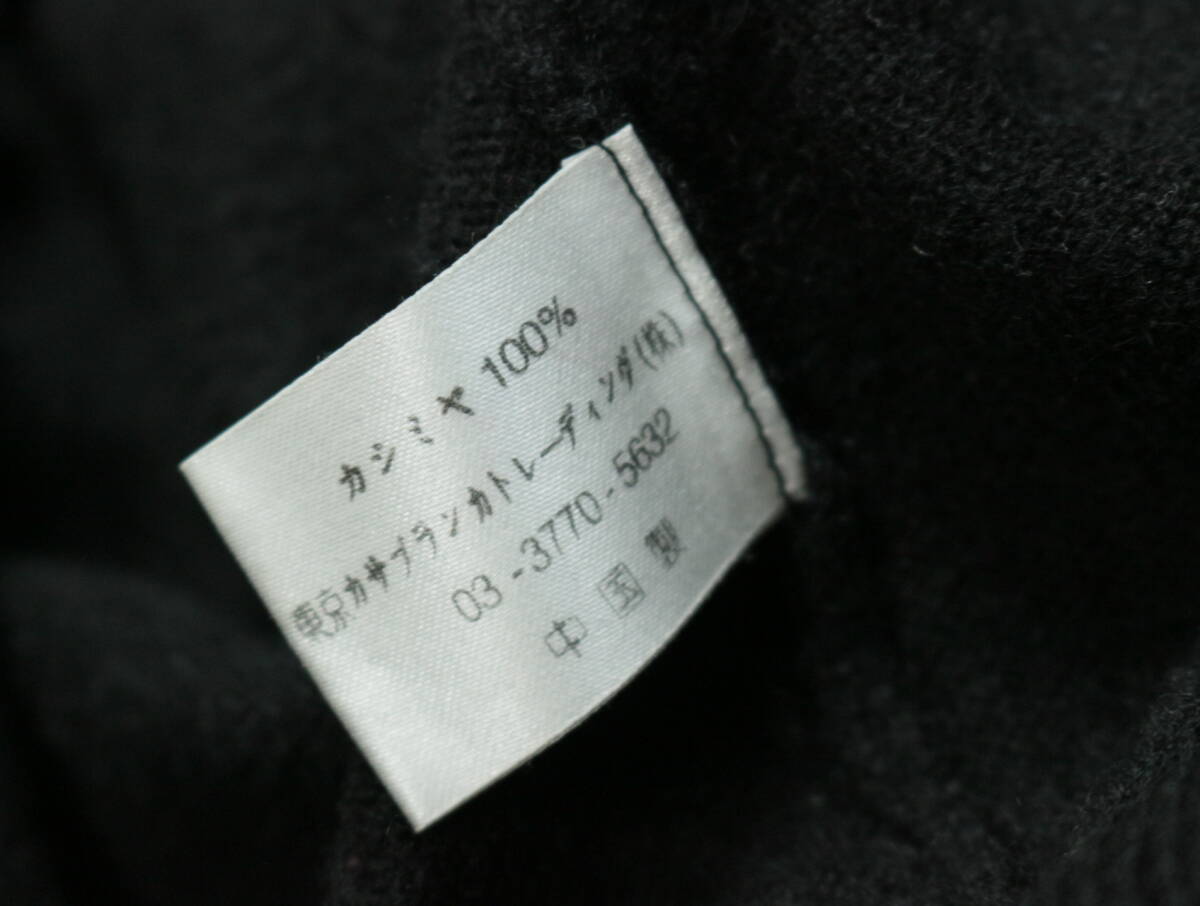 カシミヤ 100%
東京カサブランカトレーディング(株)
03-3770-5632
中国製